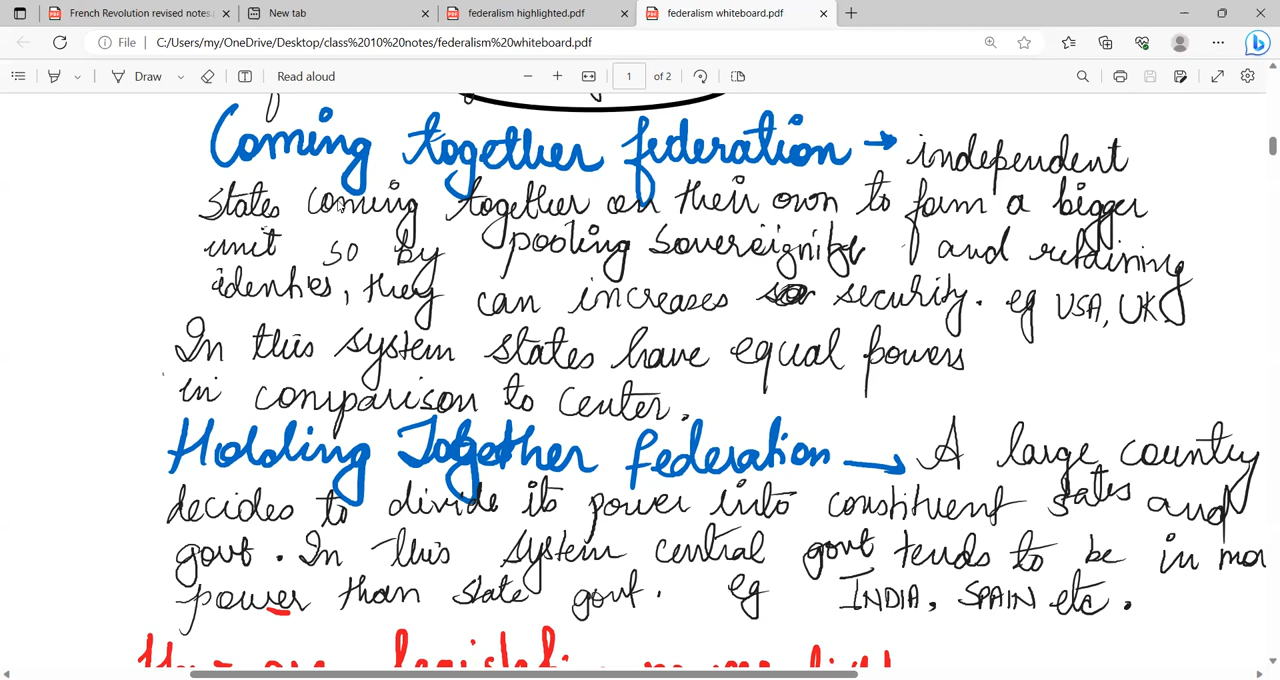 French Revolution revised notes.
New tab
federalism highlighted.pdf
federalism whiteboard.pdf
File
C:/Users/my/OneDrive/Desktop/class%2010%20notes/federalism%20whiteboard.pdf
Draw
Read aloud
1
of 2
Coming together federation → independent
states coming together on their own to form a bigger
unit so by pooling sovereignity and retaining
identies, they can increases security. eg USA, UK.
In this system states have equal powers
in comparison to center.
Holding Together federation → A large country
decides to divide its power into constituent states and
govt. In this system central govt tends to be in mo
power than state govt. eg INDIA, SPAIN etc.